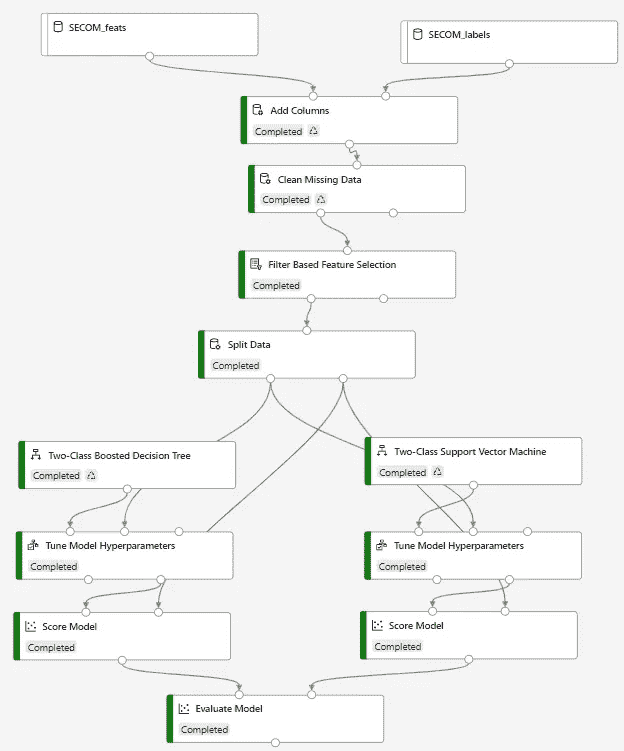 SECOM_feats
SECOM_labels
Add Columns
Completed
Clean Missing Data
Completed
Filter Based Feature Selection
Completed
Split Data
Completed
Two-Class Boosted Decision Tree
Completed
Two-Class Support Vector Machine
Completed
Tune Model Hyperparameters
Completed
Tune Model Hyperparameters
Completed
Score Model
Completed
Score Model
Completed
Evaluate Model
Completed